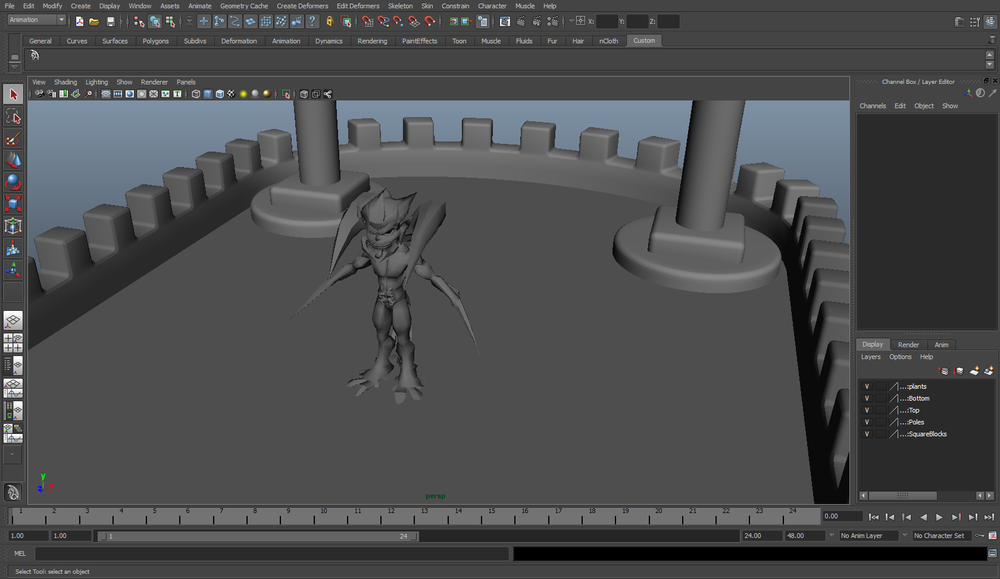 File Edit Modify Create Display Window Assets Animate Geometry Cache Create Deformers Edit Deformers Skeleton Skin Constrain Character Muscle Help
Animation X: Y: Z:
General Curves Surfaces Polygons Subdivs Deformation Animation Dynamics Rendering PaintEffects Toon Muscle Fluids Fur Hair nCloth Custom
View Shading Lighting Show Renderer Panels
Channel Box / Layer Editor
Channels Edit Object Show
Display Render Anim
Layers Options Help
V ...:plants
V ...:Bottom
V ...:Top
V ...:Poles
V ...:SquareBlocks
y
z
persp
1 2 3 4 5 6 7 8 9 10 11 12 13 14 15 16 17 18 19 20 21 22 23 24 0.00
1.00 1.00 1 24 24.00 48.00 No Anim Layer No Character Set
MEL
Select Tool: select an object